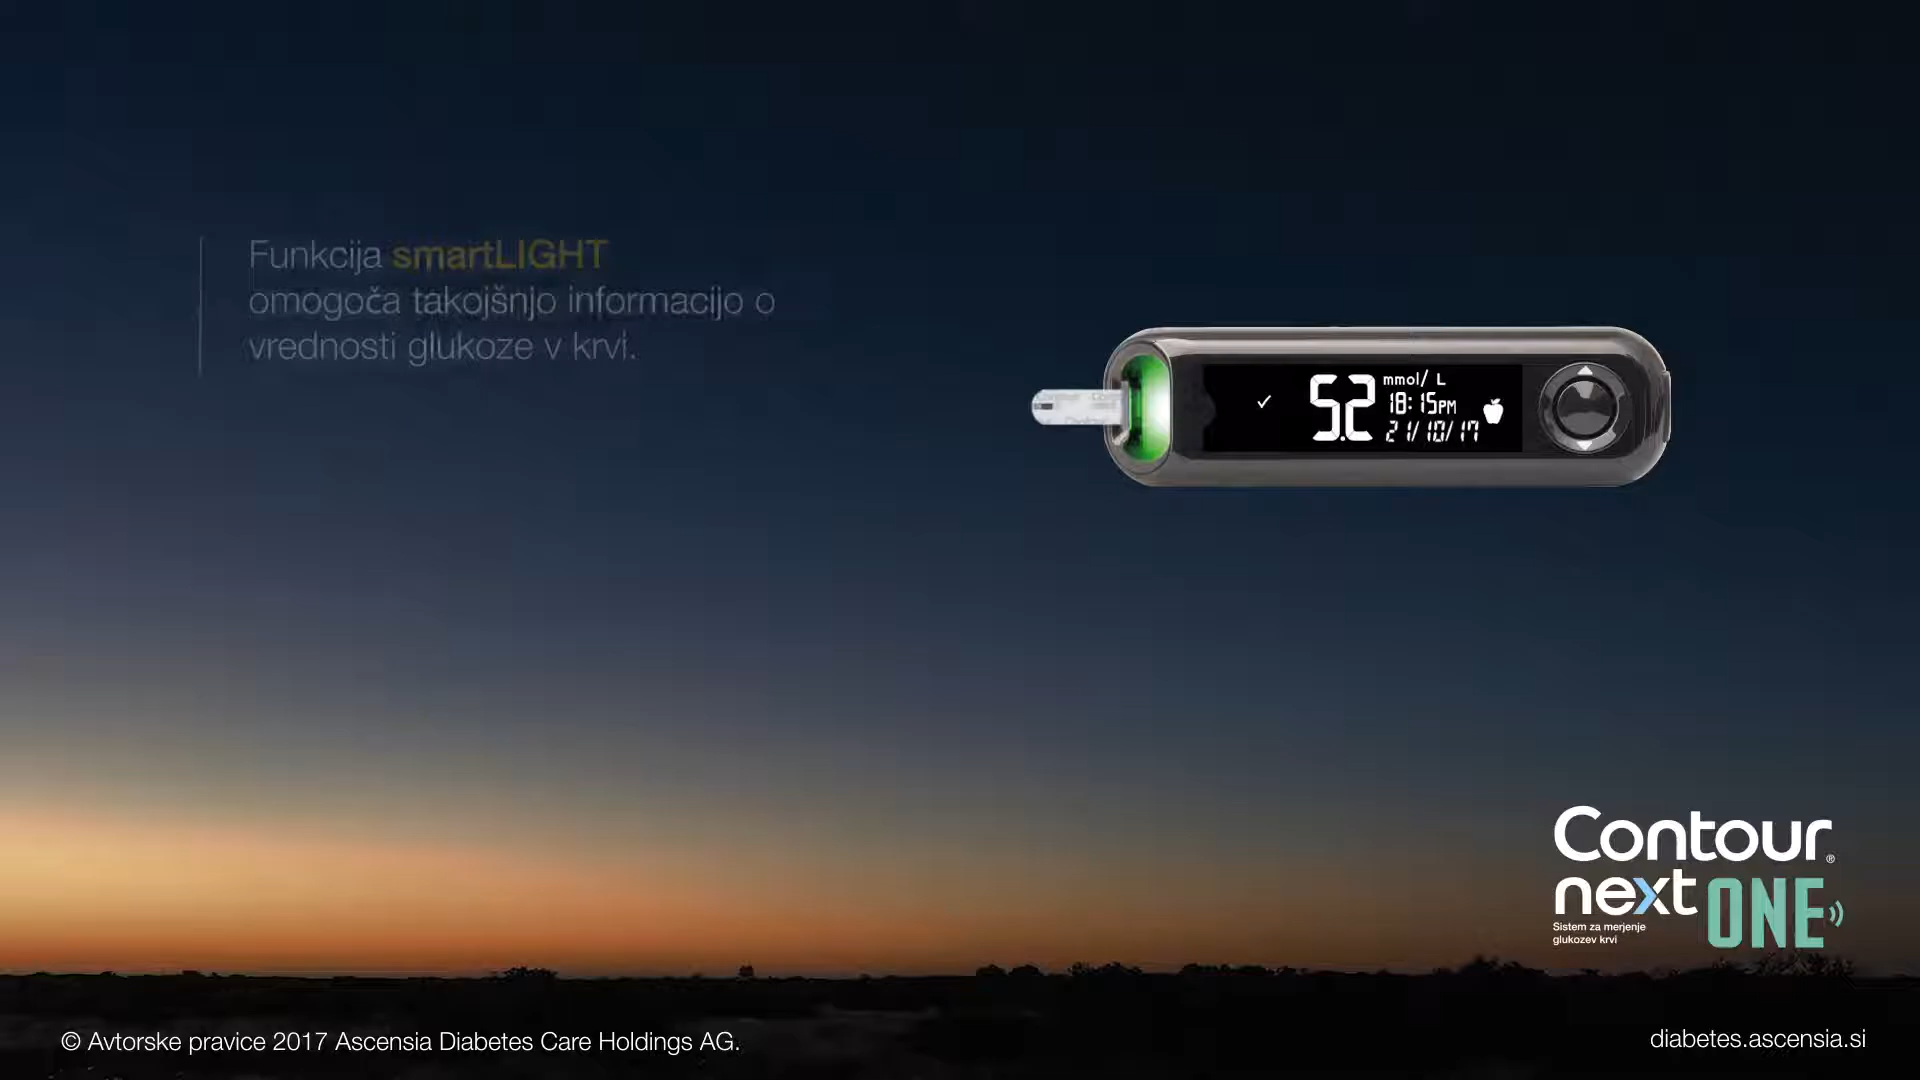 Funkcija smartLIGHT
omogoča takojšnjo informacijo o
vrednosti glukoze v krvi.
5.2
mmol/ L
18:15PM
21/10/17
Contour®
next ONE
Sistem za merjenje
glukozev krvi
© Avtorske pravice 2017 Ascensia Diabetes Care Holdings AG.
diabetes.ascensia.si